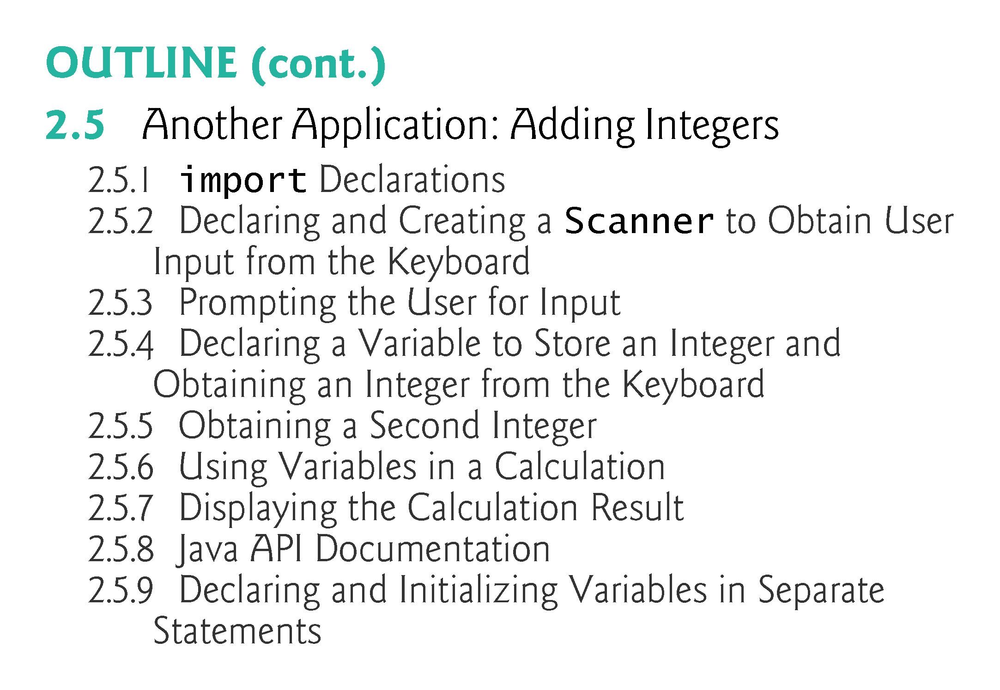 OUTLINE (cont.)
2.5 Another Application: Adding Integers
2.5.1 import Declarations
2.5.2 Declaring and Creating a Scanner to Obtain User
Input from the Keyboard
2.5.3 Prompting the User for Input
2.5.4 Declaring a Variable to Store an Integer and
Obtaining an Integer from the Keyboard
2.5.5 Obtaining a Second Integer
2.5.6 Using Variables in a Calculation
2.5.7 Displaying the Calculation Result
2.5.8 Java API Documentation
2.5.9 Declaring and Initializing Variables in Separate
Statements